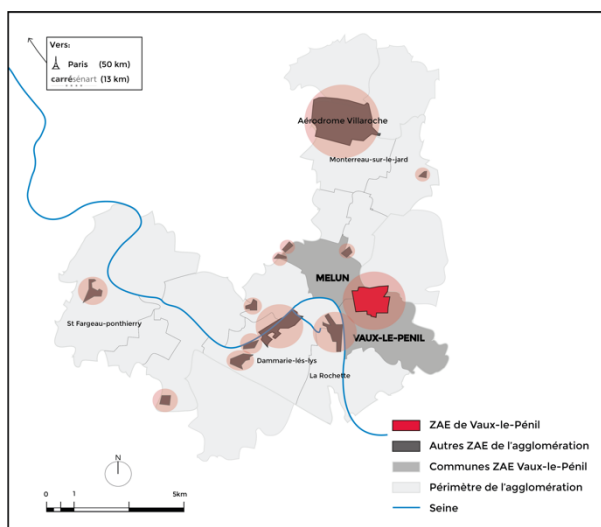 Vers:
Paris (50 km)
carrésénart (13 km)
Aérodrome Villaroche
Monterreau-sur-le-jard
MELUN
St Fargeau-ponthierry
VAUX-LE-PENIL
Dammarie-lés-lys
La Rochette
ZAE de Vaux-le-Pénil
Autres ZAE de l'agglomération
Communes ZAE Vaux-le-Pénil
Périmètre de l'agglomération
Seine
N
0 1 5km